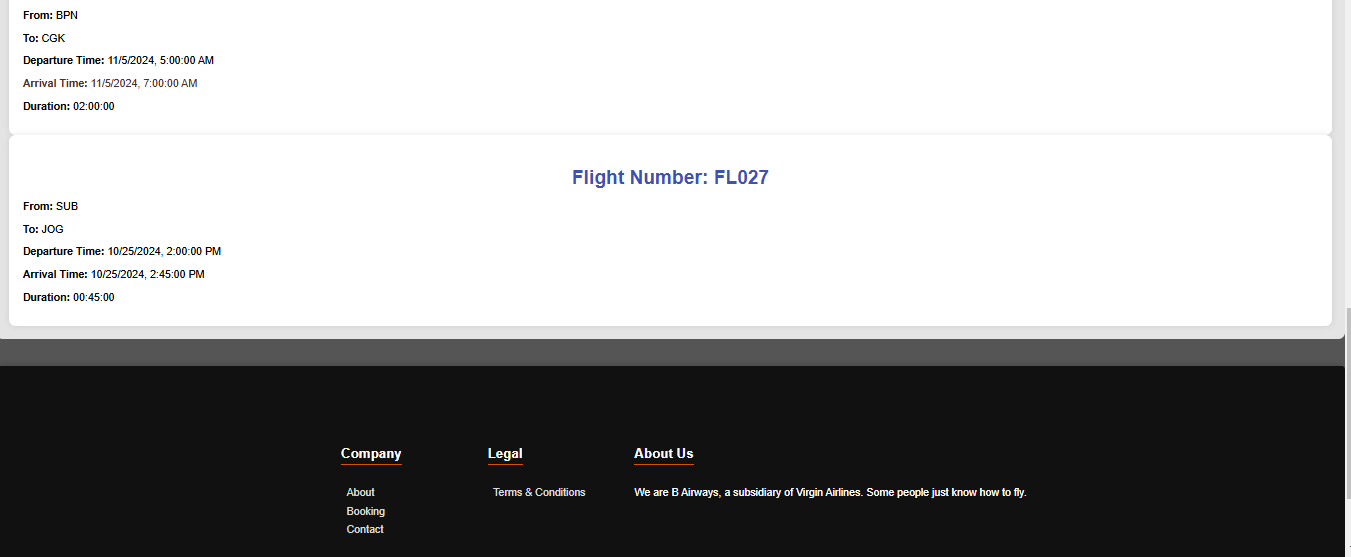 From: BPN
To: CGK
Departure Time: 11/5/2024, 5:00:00 AM
Arrival Time: 11/5/2024, 7:00:00 AM
Duration: 02:00:00
Flight Number: FL027
From: SUB
To: JOG
Departure Time: 10/25/2024, 2:00:00 PM
Arrival Time: 10/25/2024, 2:45:00 PM
Duration: 00:45:00
Company
About
Booking
Contact
Legal
Terms & Conditions
About Us
We are B Airways, a subsidiary of Virgin Airlines. Some people just know how to fly.